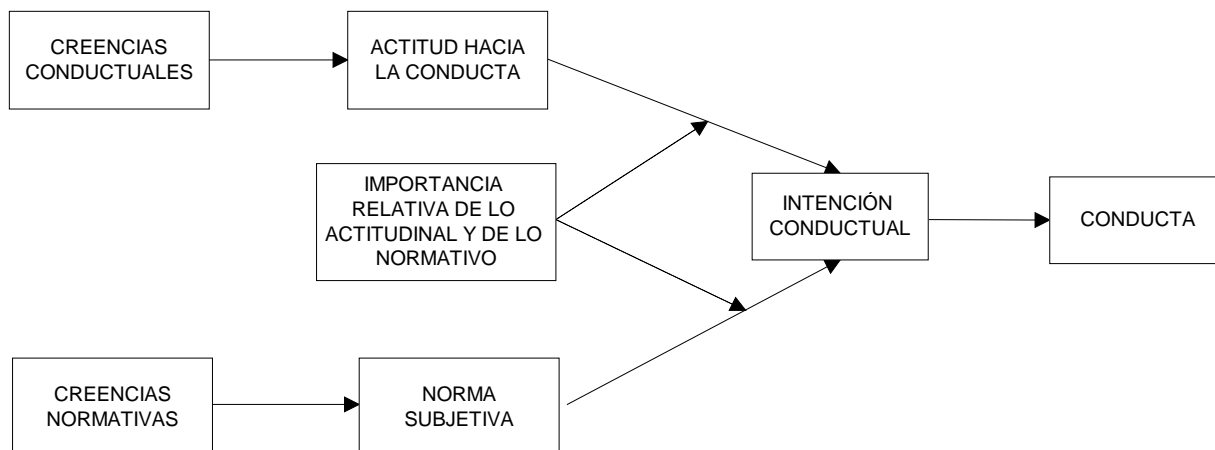 CREENCIAS
CONDUCTUALES
ACTITUD HACIA
LA CONDUCTA
IMPORTANCIA
RELATIVA DE LO
ACTITUDINAL Y DE LO
NORMATIVO
INTENCIÓN
CONDUCTUAL
CONDUCTA
CREENCIAS
NORMATIVAS
NORMA
SUBJETIVA